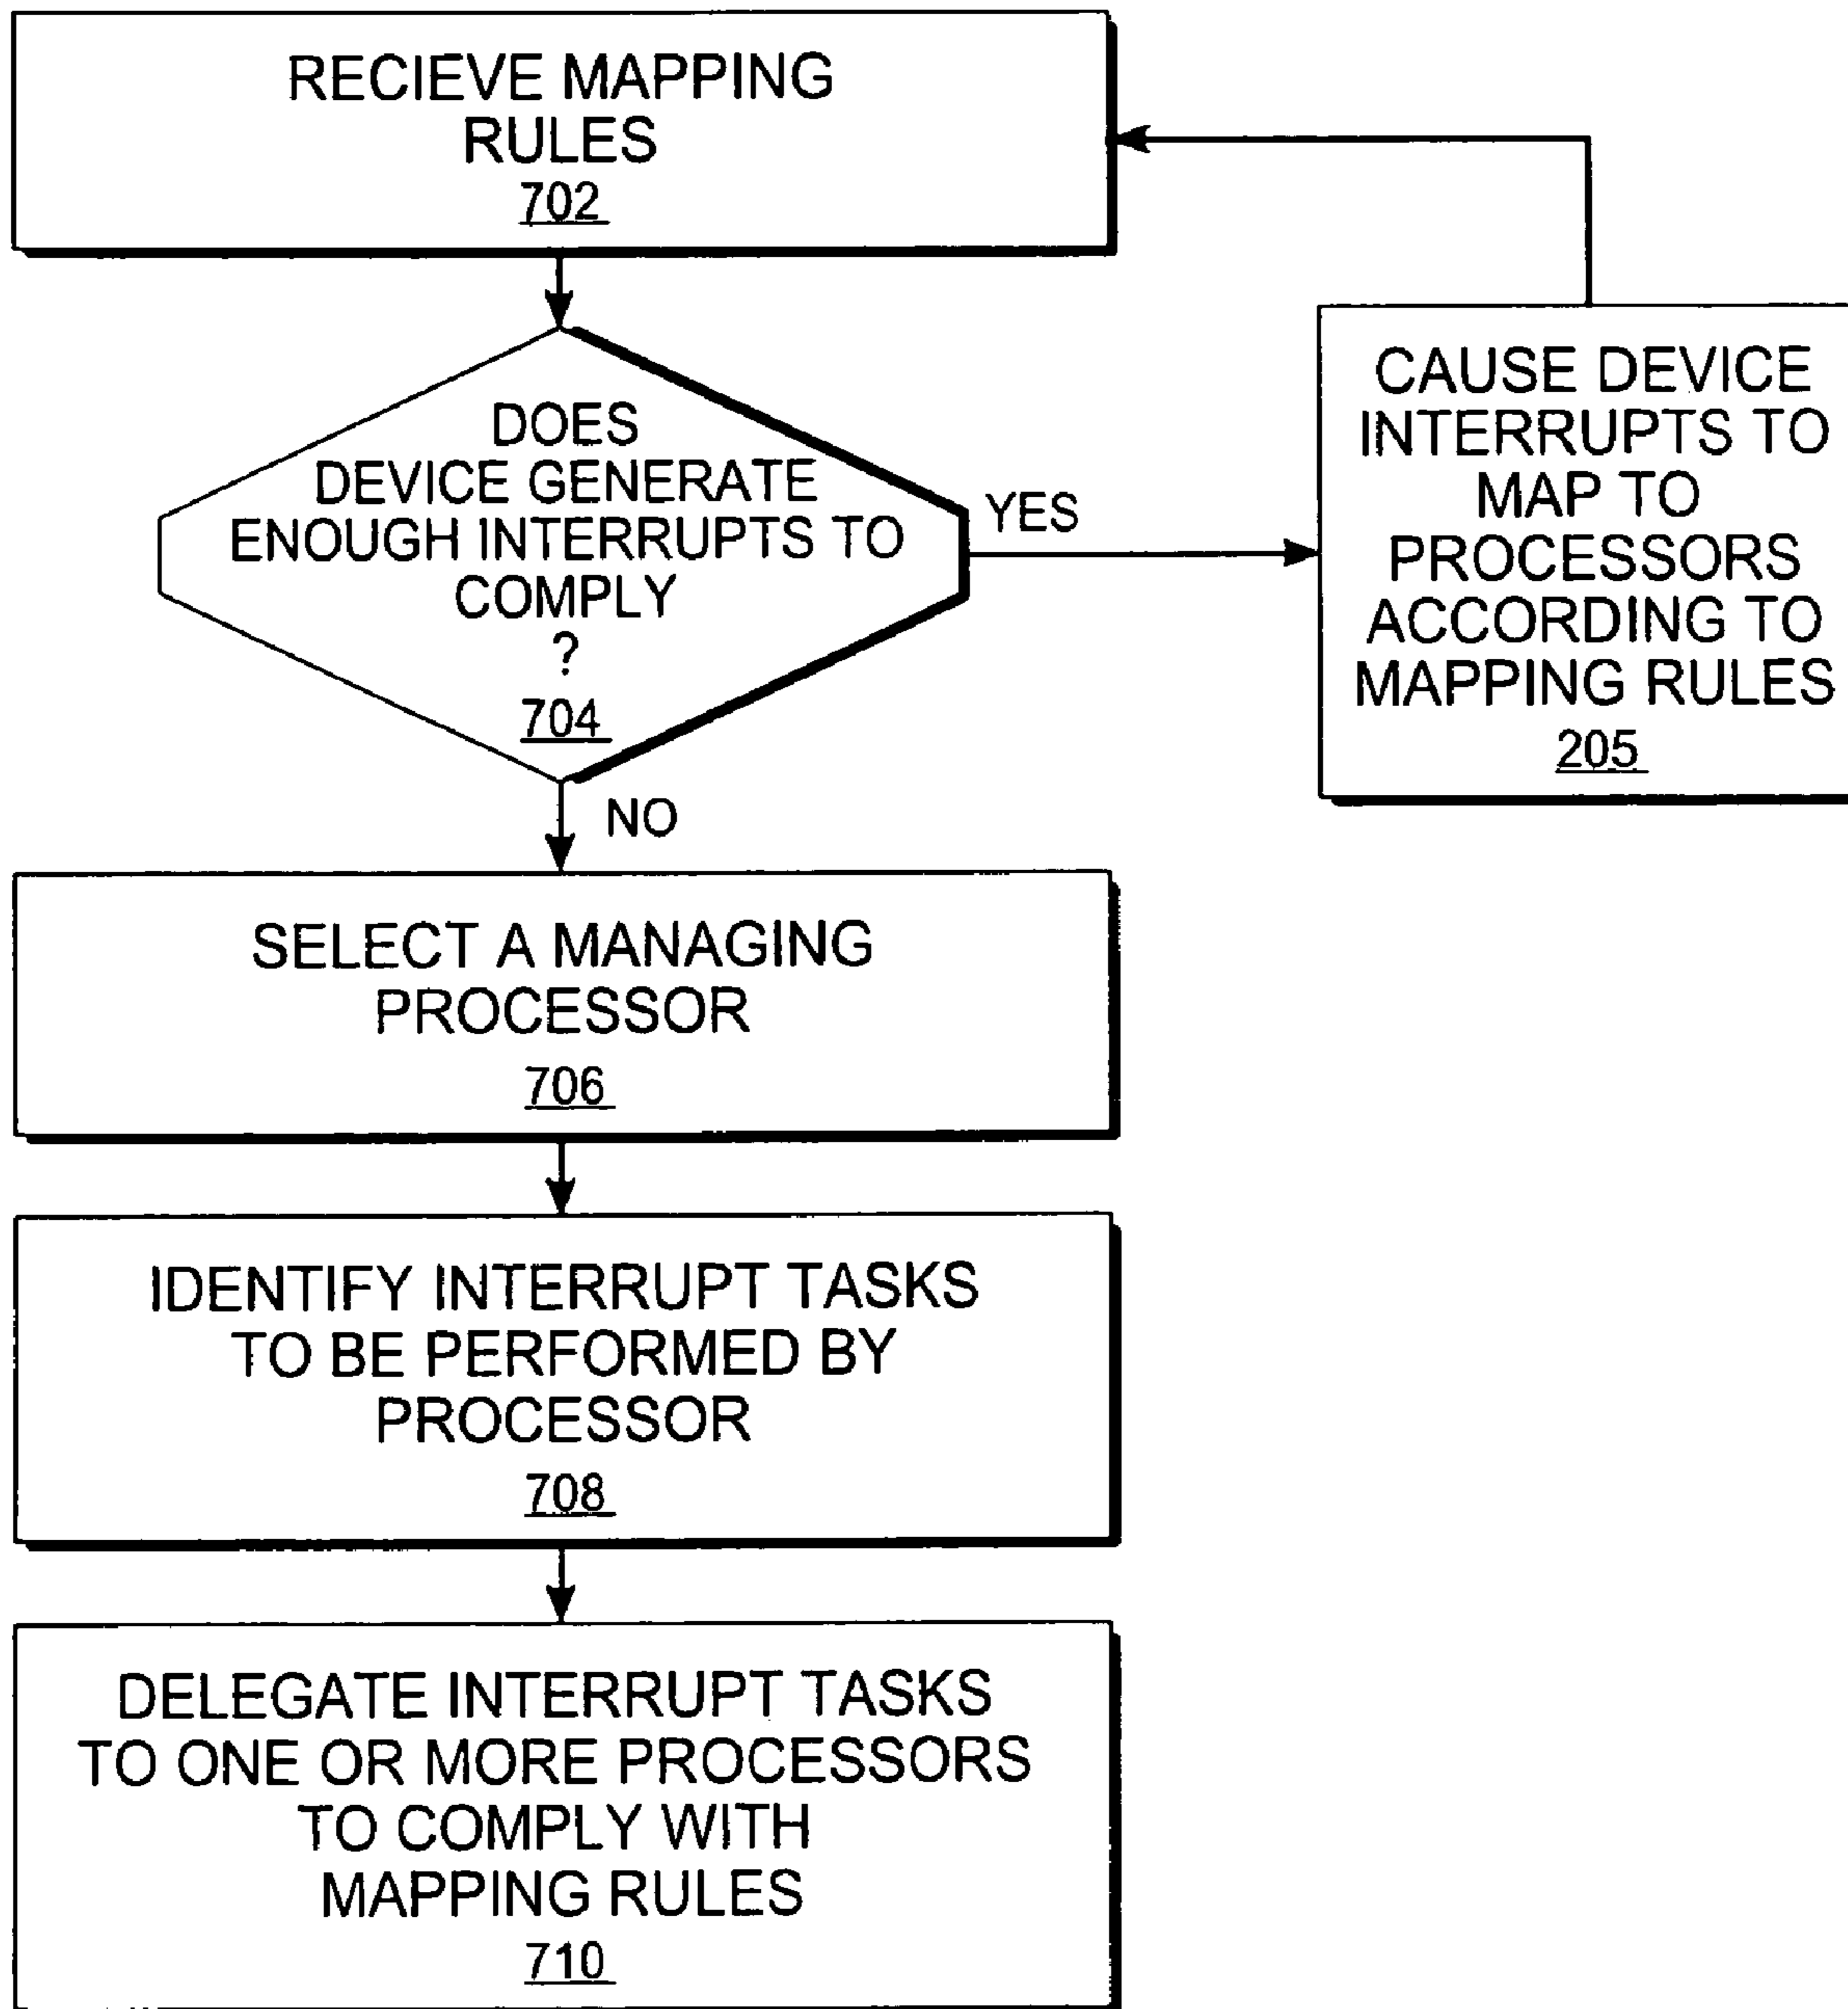 RECIEVE MAPPING
RULES
702
DOES
DEVICE GENERATE
ENOUGH INTERRUPTS TO
COMPLY
?
704
YES
CAUSE DEVICE
INTERRUPTS TO
MAP TO
PROCESSORS
ACCORDING TO
MAPPING RULES
205
NO
SELECT A MANAGING
PROCESSOR
706
IDENTIFY INTERRUPT TASKS
TO BE PERFORMED BY
PROCESSOR
708
DELEGATE INTERRUPT TASKS
TO ONE OR MORE PROCESSORS
TO COMPLY WITH
MAPPING RULES
710